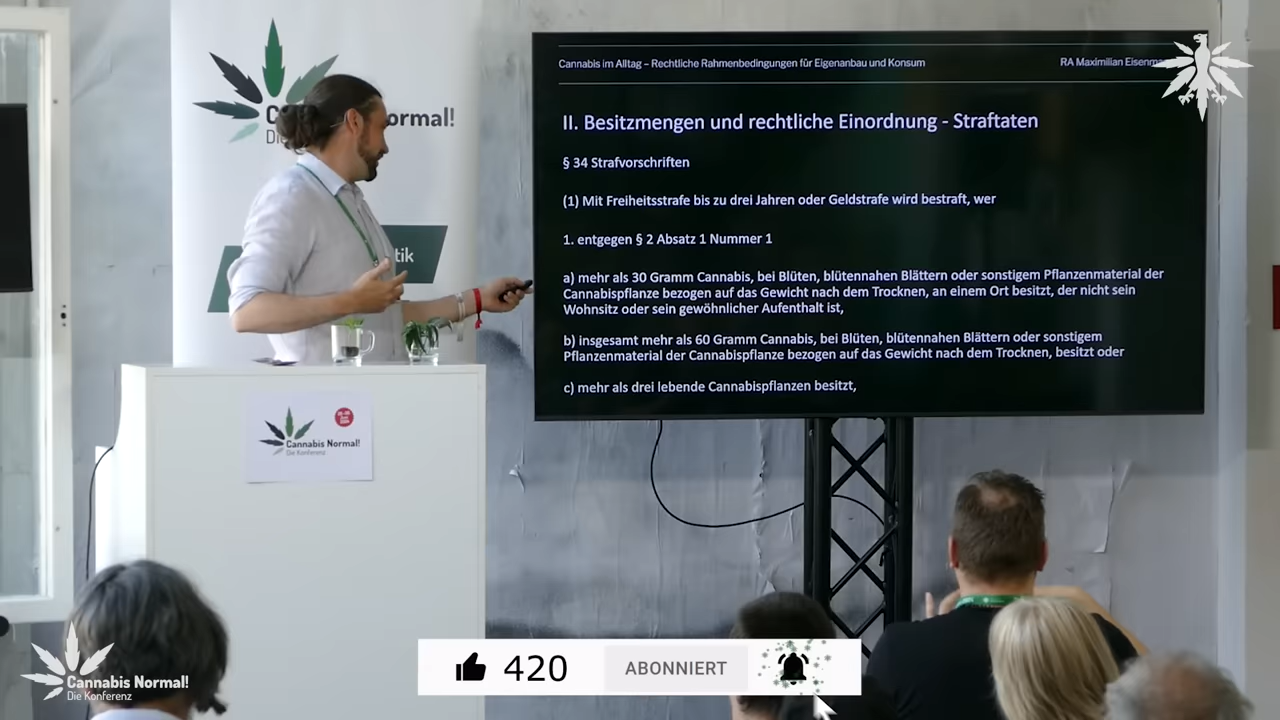 Cannabis im Alltag – Rechtliche Rahmenbedingungen für Eigenanbau und Konsum
RA Maximilian
II. Besitzmengen und rechtliche Einordnung - Straftaten
§ 34 Strafvorschriften
(1) Mit Freiheitsstrafe bis zu drei Jahren oder Geldstrafe wird bestraft, wer
1. entgegen § 2 Absatz 1 Nummer 1
a) mehr als 30 Gramm Cannabis, bei Blüten, blütennahen Blättern oder sonstigem Pflanzenmaterial der
Cannabispflanze bezogen auf das Gewicht nach dem Trocknen, an einem Ort besitzt, der nicht sein
Wohnsitz oder sein gewöhnlicher Aufenthalt ist,
b) insgesamt mehr als 60 Gramm Cannabis, bei Blüten, blütennahen Blättern oder sonstigem
Pflanzenmaterial der Cannabispflanze bezogen auf das Gewicht nach dem Trocknen, besitzt oder
c) mehr als drei lebende Cannabispflanzen besitzt,
ormal!
Di
tik
Cannabis Normal!
Die Konferenz
Cannabis Normal!
Die Konferenz
420
ABONNIERT